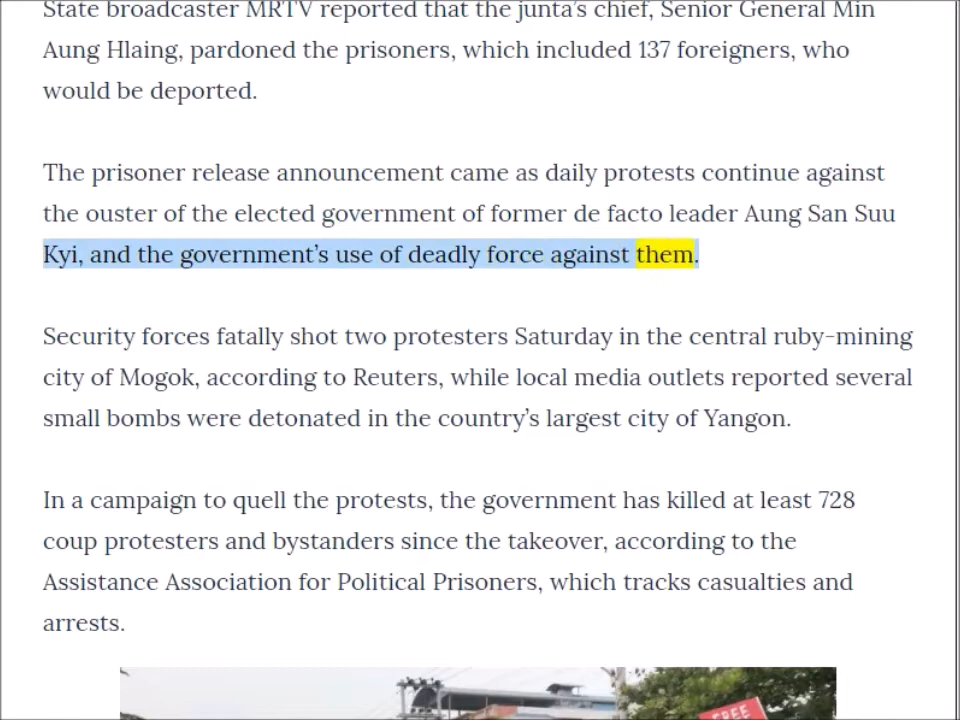 State broadcaster MRTV reported that the junta’s chief, Senior General Min
Aung Hlaing, pardoned the prisoners, which included 137 foreigners, who
would be deported.
The prisoner release announcement came as daily protests continue against
the ouster of the elected government of former de facto leader Aung San Suu
Kyi, and the government’s use of deadly force against them.
Security forces fatally shot two protesters Saturday in the central ruby-mining
city of Mogok, according to Reuters, while local media outlets reported several
small bombs were detonated in the country’s largest city of Yangon.
In a campaign to quell the protests, the government has killed at least 728
coup protesters and bystanders since the takeover, according to the
Assistance Association for Political Prisoners, which tracks casualties and
arrests.
FREE